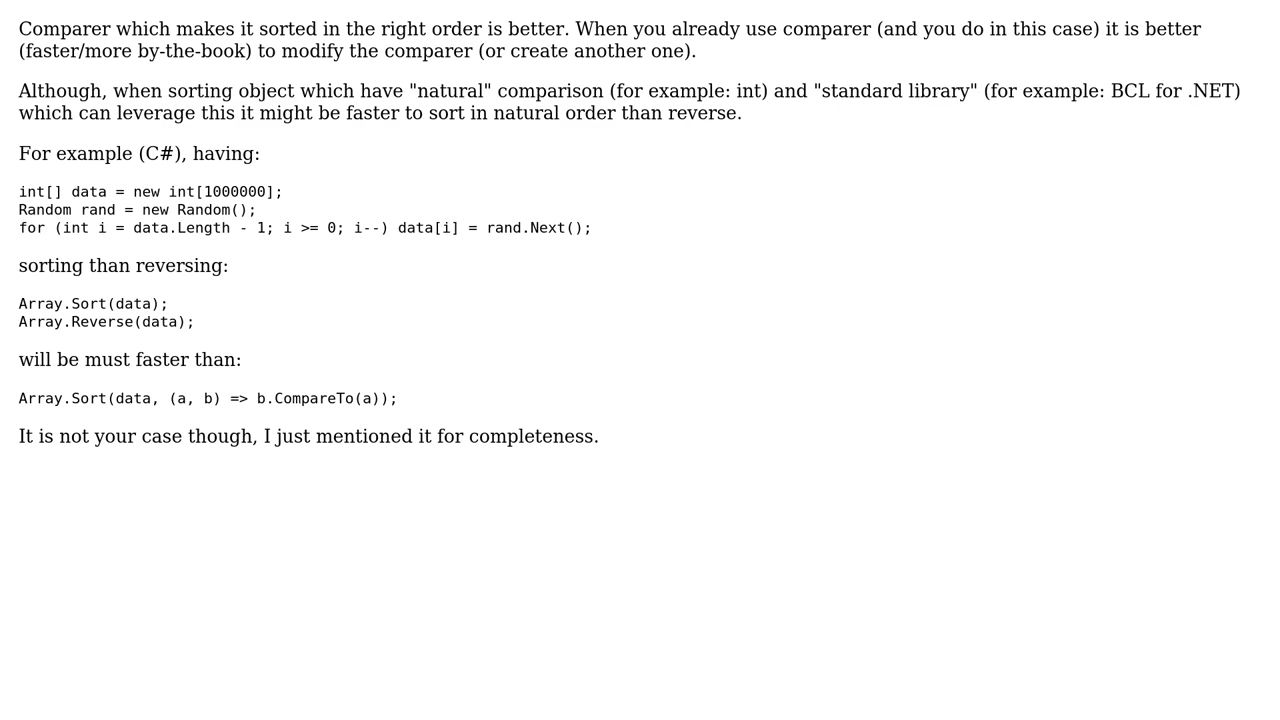 Comparer which makes it sorted in the right order is better. When you already use comparer (and you do in this case) it is better
(faster/more by-the-book) to modify the comparer (or create another one).
Although, when sorting object which have "natural" comparison (for example: int) and "standard library" (for example: BCL for .NET)
which can leverage this it might be faster to sort in natural order than reverse.
For example (C#), having:
int[] data = new int[1000000];
Random rand = new Random();
for (int i = data.Length - 1; i >= 0; i--) data[i] = rand.Next();
sorting than reversing:
Array.Sort(data);
Array.Reverse(data);
will be must faster than:
Array.Sort(data, (a, b) => b.CompareTo(a));
It is not your case though, I just mentioned it for completeness.